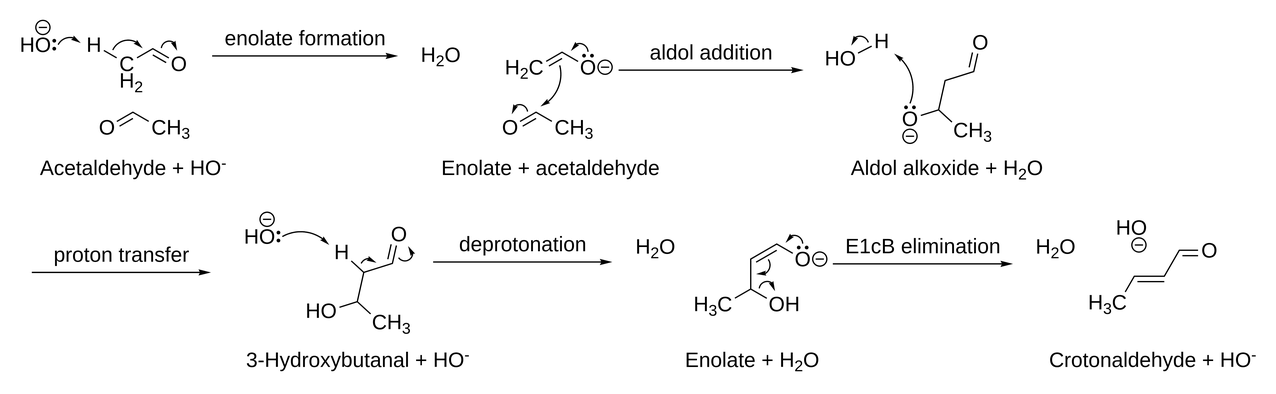 ⊖
HO: H C H₂ O
O CH₃
Acetaldehyde + HO⁻
enolate formation
H₂O
H₂C O⊖
O CH₃
Enolate + acetaldehyde
aldol addition
HO H O
O CH₃
⊖
Aldol alkoxide + H₂O
proton transfer
⊖
HO: H O
HO CH₃
3-Hydroxybutanal + HO⁻
deprotonation
H₂O
O⊖
H₃C OH
Enolate + H₂O
E1cB elimination
H₂O
HO
⊖
O
H₃C
Crotonaldehyde + HO⁻